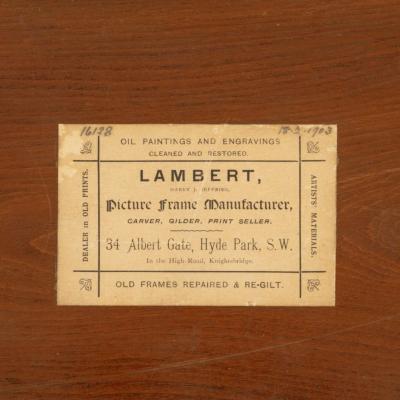 16128
18-3-1903
OIL PAINTINGS AND ENGRAVINGS
CLEANED AND RESTORED.
LAMBERT,
Picture Frame Manufacturer,
CARVER, GILDER, PRINT SELLER.
34 Albert Gate, Hyde Park, S.W.
In the High Road, Knightsbridge.
OLD FRAMES REPAIRED & RE-GILT.
DEALER in OLD PRINTS.
ARTISTS' MATERIALS.